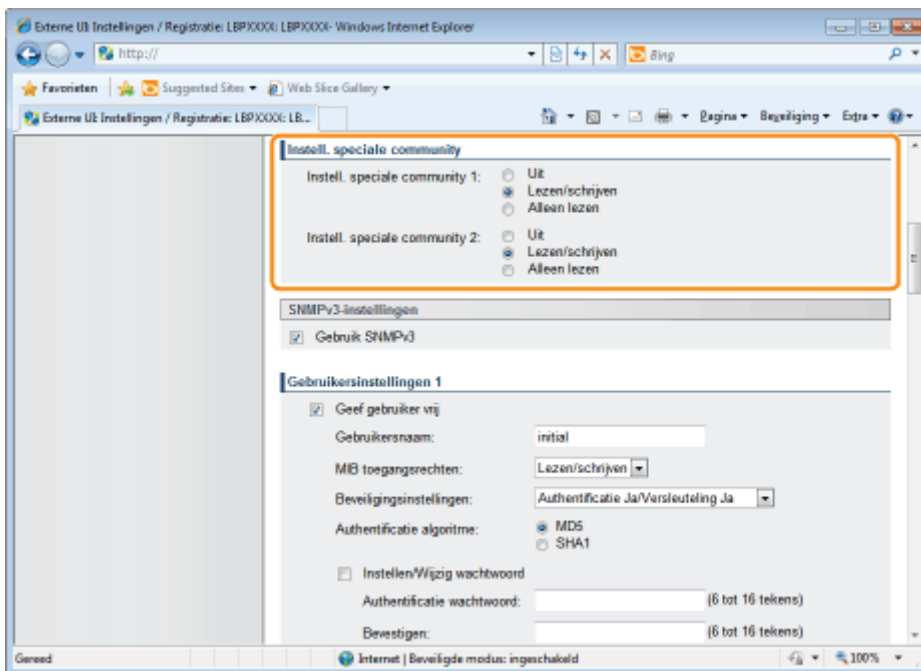 Externe UI: Instellingen / Registratie: LBPXXXX: LBPXXXX- Windows Internet Explorer
http://
Bing
Favorieten
Suggested Sites
Web Slice Gallery
Externe UI: Instellingen / Registratie: LBPXXXX: LB...
Pagina
Beveiliging
Extra
Instell. speciale community
Instell. speciale community 1:
Uit
Lezen/schrijven
Alleen lezen
Instell. speciale community 2:
Uit
Lezen/schrijven
Alleen lezen
SNMPv3-instellingen
Gebruik SNMPv3
Gebruikersinstellingen 1
Geef gebruiker vrij
Gebruikersnaam: initial
MIB toegangsrechten: Lezen/schrijven
Beveiligingsinstellingen: Authentificatie Ja/Versleuteling Ja
Authentificatie algoritme: MD5
SHA1
Instellen/Wijzig wachtwoord
Authentificatie wachtwoord: (6 tot 16 tekens)
Bevestigen: (6 tot 16 tekens)
Gereed
Internet | Beveiligde modus: ingeschakeld
100%